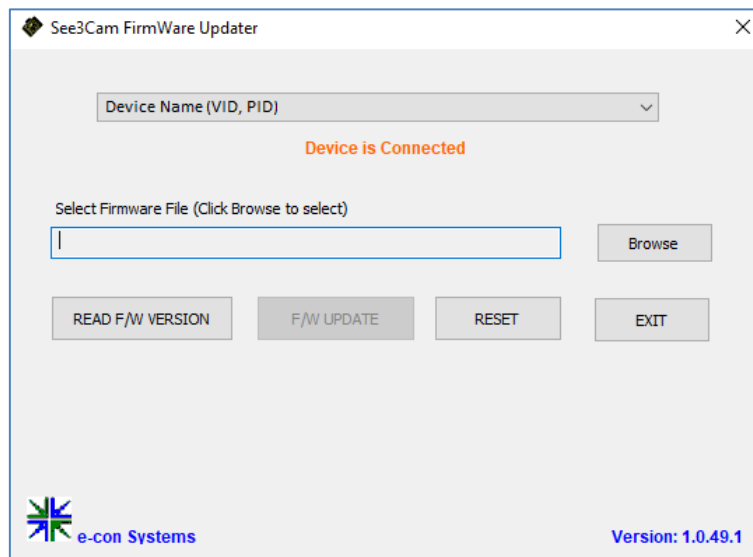 See3Cam FirmWare Updater
Device Name (VID, PID)
Device is Connected
Select Firmware File (Click Browse to select)
Browse
READ F/W VERSION
F/W UPDATE
RESET
EXIT
e-con Systems
Version: 1.0.49.1